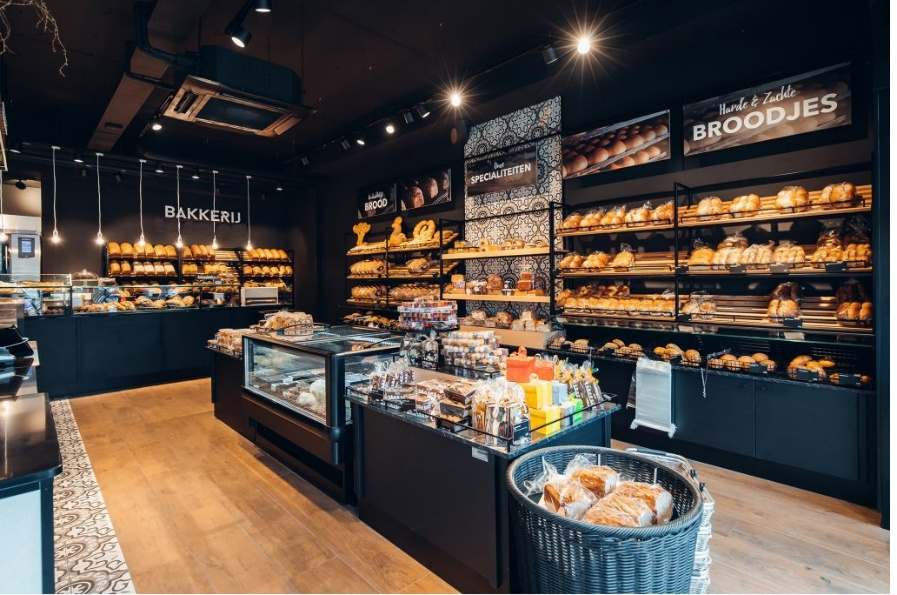 BAKKERIJ
BROOD
Onze
SPECIALITEITEN
Harde & Zachte
BROODJES